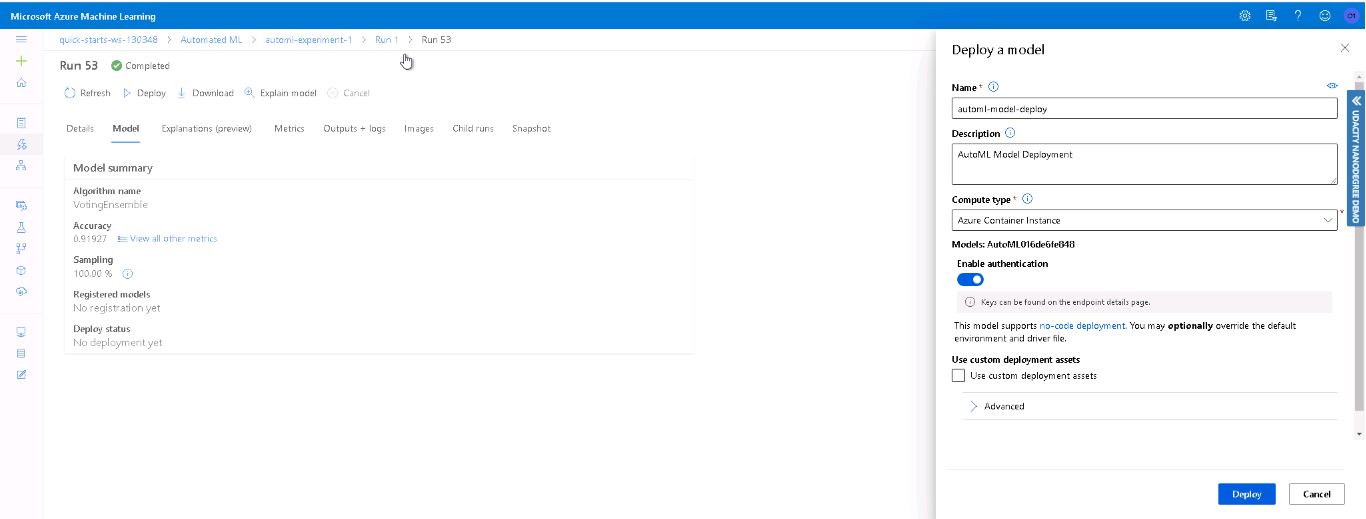 Microsoft Azure Machine Learning
OT
quick-starts-ws-130348 > Automated ML > automl-experiment-1 > Run 1 > Run 53
Run 53 Completed
Refresh Deploy Download Explain model Cancel
Details Model Explanations (preview) Metrics Outputs + logs Images Child runs Snapshot
Model summary
Algorithm name
VotingEnsemble
Accuracy
0.91927 View all other metrics
Sampling
100.00 %
Registered models
No registration yet
Deploy status
No deployment yet
Deploy a model
Name *
automl-model-deploy
Description
AutoML Model Deployment
Compute type *
Azure Container Instance
*
Models: AutoML016de6fe848
Enable authentication
Keys can be found on the endpoint details page.
This model supports no-code deployment. You may optionally override the default
environment and driver file.
Use custom deployment assets
Use custom deployment assets
Advanced
Deploy Cancel
UDACITY NANODEGREE DEMO